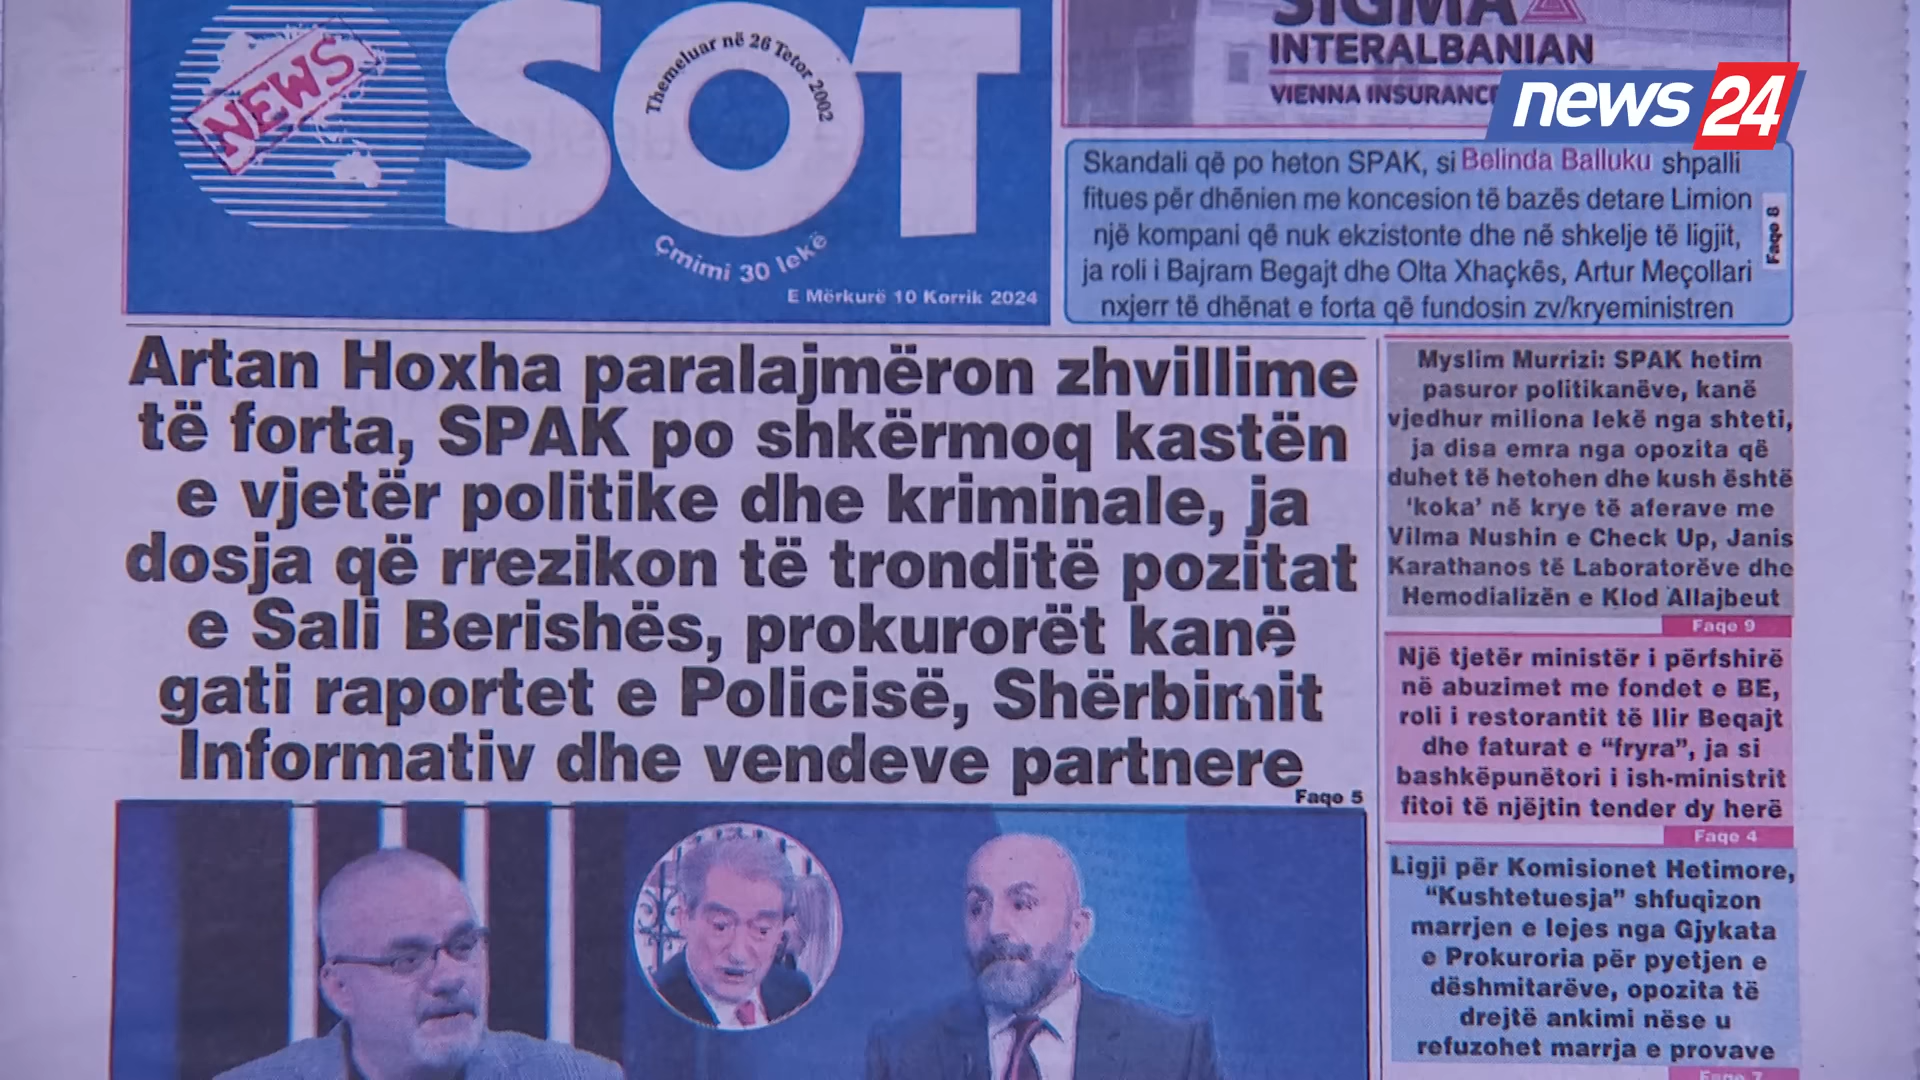 NEWS
SOT
Themeluar në 26 Tetor 2002
Çmimi 30 lekë
E Mërkurë 10 Korrik 2024
SIGMA
INTERALBANIAN
VIENNA INSURANCE
news 24
Skandali që po heton SPAK, si Belinda Balluku shpalli
fitues për dhënien me koncesion të bazës detare Limion
një kompani që nuk ekzistonte dhe në shkelje të ligjit,
ja roli i Bajram Begajt dhe Olta Xhaçkës, Artur Meçollari
nxjerr të dhënat e forta që fundosin zv/kryeministren
Faqe 8
Artan Hoxha paralajmëron zhvillime
të forta, SPAK po shkërmoq kastën
e vjetër politike dhe kriminale, ja
dosja që rrezikon të tronditë pozitat
e Sali Berishës, prokurorët kanë
gati raportet e Policisë, Shërbimit
Informativ dhe vendeve partnere
Faqe 5
Myslim Murrizi: SPAK hetim
pasuror politikanëve, kanë
vjedhur miliona lekë nga shteti,
ja disa emra nga opozita që
duhet të hetohen dhe kush është
‘koka’ në krye të aferave me
Vilma Nushin e Check Up, Janis
Karathanos të Laboratorëve dhe
Hemodializën e Klod Allajbeut
Faqe 9
Një tjetër ministër i përfshirë
në abuzimet me fondet e BE,
roli i restorantit të Ilir Beqajt
dhe faturat e “fryra”, ja si
bashkëpunëtori i ish-ministrit
fitoi të njëjtin tender dy herë
Faqe 4
Ligji për Komisionet Hetimore,
“Kushtetuesja” shfuqizon
marrjen e lejes nga Gjykata
e Prokuroria për pyetjen e
dëshmitarëve, opozita të
drejtë ankimi nëse u
refuzohet marrja e provave
Faqe 7